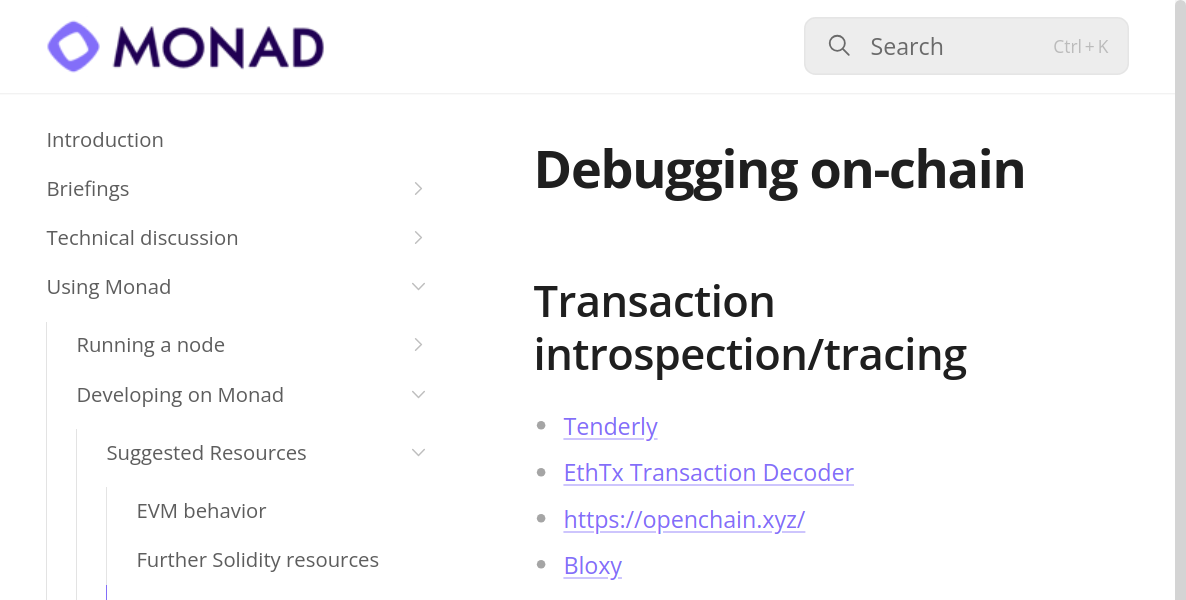 MONAD
Search
Ctrl + K
Introduction
Briefings
Technical discussion
Using Monad
Running a node
Developing on Monad
Suggested Resources
EVM behavior
Further Solidity resources
Debugging on-chain
Transaction
introspection/tracing
Tenderly
EthTx Transaction Decoder
https://openchain.xyz/
Bloxy